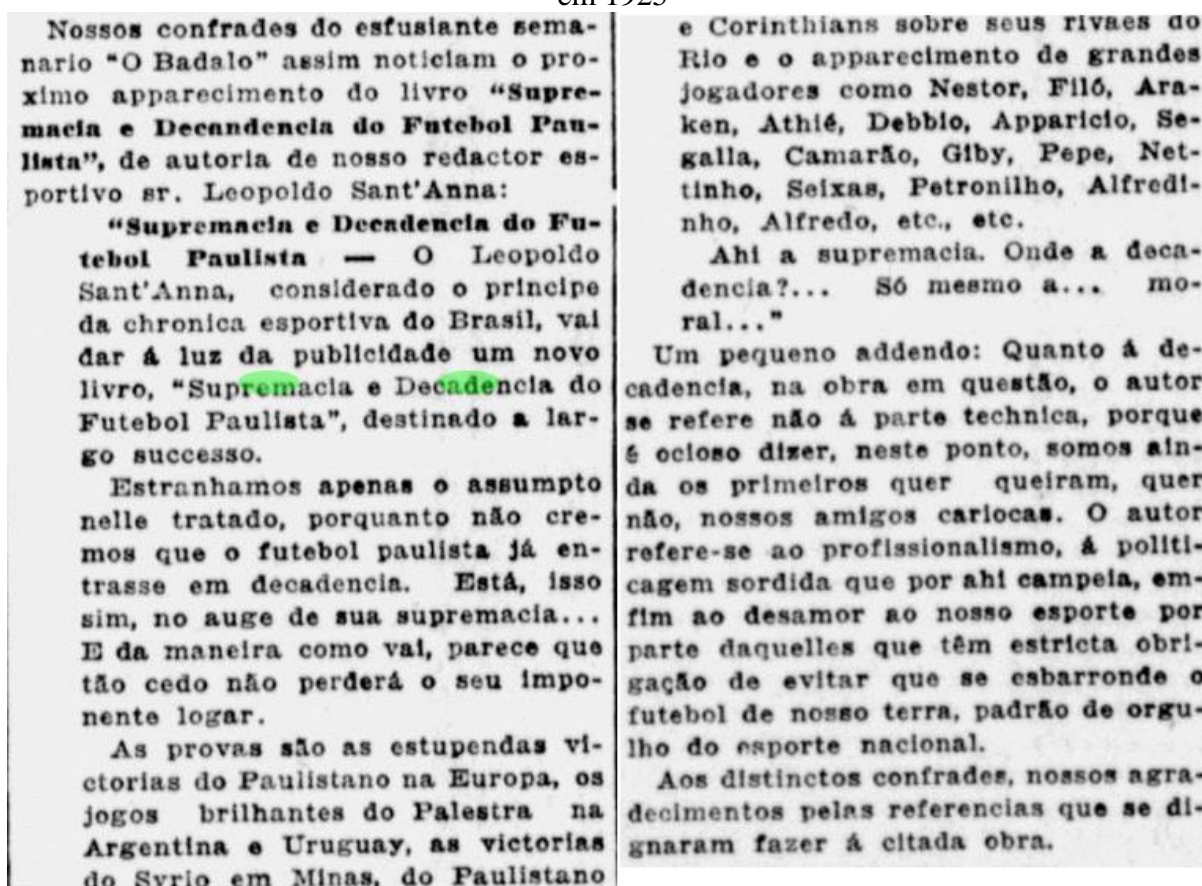 em 1925
Nossos confrades do esfusiante sema-
nario "O Badalo" assim noticiam o pro-
ximo apparecimento do livro "Supre-
macia e Decandencia do Futebol Pau-
lista", de autoria de nosso redactor es-
portivo sr. Leopoldo Sant'Anna:
"Supremacia e Decadencia do Fu-
tebol Paulista — O Leopoldo
Sant'Anna, considerado o principe
da chronica esportiva do Brasil, vai
dar á luz da publicidade um novo
livro, "Supremacia e Decadencia do
Futebol Paulista", destinado a lar-
go successo.
Estranhamos apenas o assumpto
nelle tratado, porquanto não cre-
mos que o futebol paulista já en-
trasse em decadencia. Está, isso
sim, no auge de sua supremacia...
E da maneira como vai, parece que
tão cedo não perderá o seu impo-
nente logar.
As provas são as estupendas vi-
ctorias do Paulistano na Europa, os
jogos brilhantes do Palestra na
Argentina e Uruguay, as victorias
do Syrio em Minas, do Paulistano
e Corinthians sobre seus rivaes do
Rio e o apparecimento de grandes
jogadores como Nestor, Filó, Ara-
ken, Athié, Debbio, Apparicio, Se-
galla, Camarão, Giby, Pepe, Net-
tinho, Seixas, Petronilho, Alfredi-
nho, Alfredo, etc., etc.
Ahi a supremacia. Onde a deca-
dencia?... Só mesmo a... mo-
ral..."
Um pequeno addendo: Quanto á de-
cadencia, na obra em questão, o autor
se refere não á parte technica, porque
é ocioso dizer, neste ponto, somos ain-
da os primeiros quer queiram, quer
não, nossos amigos cariocas. O autor
refere-se ao profissionalismo, á politi-
cagem sordida que por ahi campeia, em-
fim ao desamor ao nosso esporte por
parte daquelles que têm estricta obri-
gação de evitar que se esbarronde o
futebol de nosso terra, padrão de orgu-
lho do esporte nacional.
Aos distinctos confrades, nossos agra-
decimentos pelas referencias que se di-
gnaram fazer á citada obra.